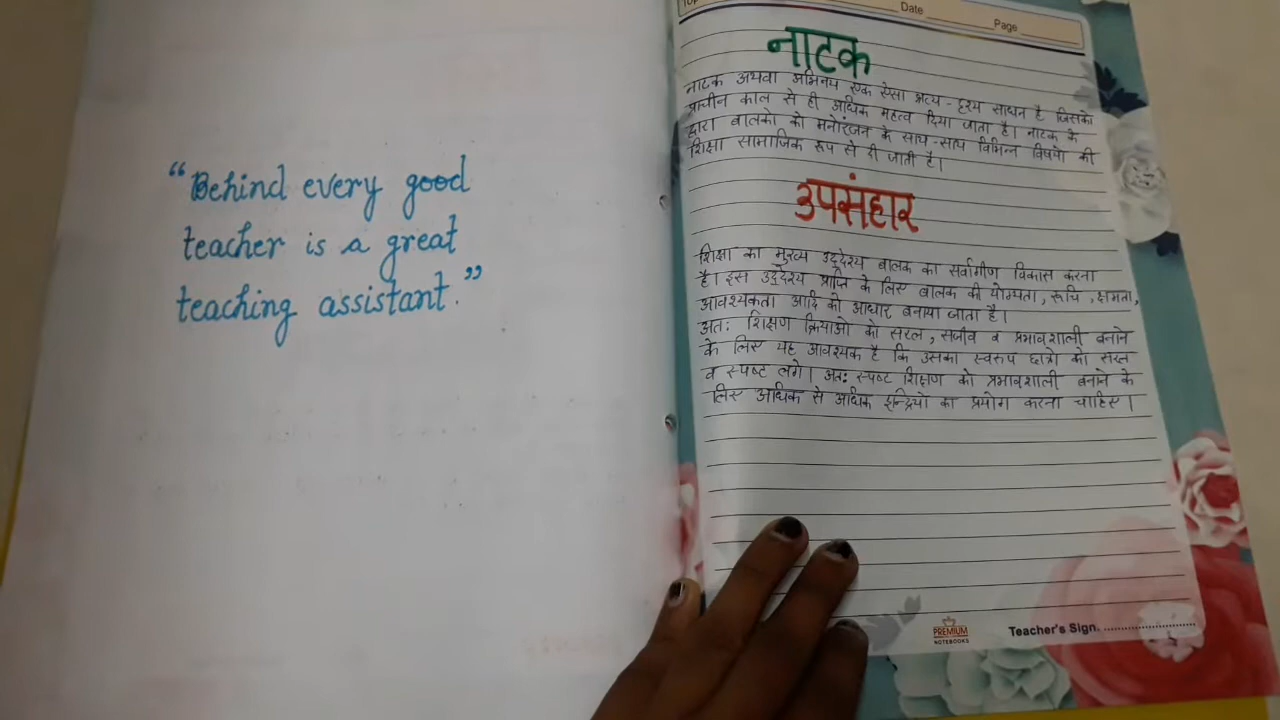 “Behind every good
teacher is a great
teaching assistant.”
Date Page
नाटक
नाटक अथवा अभिनय एक ऐसा श्रव्य - दृश्य साधन है जिसको
प्राचीन काल से ही अधिक महत्व दिया जाता है। नाटक के
द्वारा बालको को मनोरंजन के साथ-साथ विभिन्न विषयो की
शिक्षा सामाजिक रूप से दी जाती है।
उपसंहार
शिक्षा का मुख्य उद्देश्य बालक का सर्वागीण विकास करना
है। इस उद्देश्य प्राप्ति के लिए बालक की योग्यता, रूचि, क्षमता,
आवश्यकता आदि को आधार बनाया जाता है।
अतः शिक्षण क्रियाओ को सरल, सजीव व प्रभावशाली बनाने
के लिए यह आवश्यक है कि उसका स्वरुप छात्रो को सरल
व स्पष्ट लगे। अतः स्पष्ट शिक्षण को प्रभावशाली बनाने के
लिए अधिक से अधिक इन्द्रियो का प्रयोग करना चाहिए।
PREMIUM
NOTEBOOKS
Teacher's Sign.